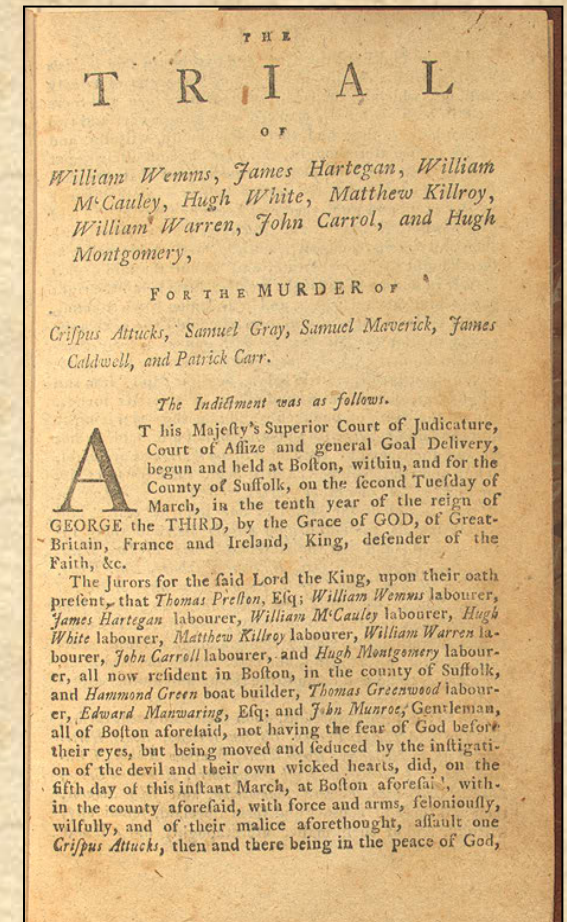 THE
TRIAL
OF
William Wemms, James Hartegan, William
M‘Cauley, Hugh White, Matthew Killroy,
William Warren, John Carrol, and Hugh
Montgomery,
FOR THE MURDER OF
Criſpus Attucks, Samuel Gray, Samuel Maverick, James
Caldwell, and Patrick Carr.
The Indictment was as follows.
AT his Majeſty's Superior Court of Judicature,
Court of Aſſize and general Goal Delivery,
begun and held at Boſton, within, and for the
County of Suffolk, on the ſecond Tueſday of
March, in the tenth year of the reign of
GEORGE the THIRD, by the Grace of GOD, of Great-
Britain, France and Ireland, King, defender of the
Faith, &c.
The Jurors for the ſaid Lord the King, upon their oath
preſent, that Thomas Preſton, Eſq; William Wemms labourer,
James Hartegan labourer, William M‘Cauley labourer, Hugh
White labourer, Matthew Killroy labourer, William Warren la-
bourer, John Carroll labourer, and Hugh Montgomery labour-
er, all now reſident in Boſton, in the county of Suffolk,
and Hammond Green boat builder, Thomas Greenwood labour-
er, Edward Manwaring, Eſq; and John Munroe, Gentleman,
all of Boſton aforeſaid, not having the fear of God before
their eyes, but being moved and ſeduced by the inſtigati-
on of the devil and their own wicked hearts, did, on the
fifth day of this inſtant March, at Boſton aforeſai', with-
in the county aforeſaid, with force and arms, feloniouſly,
wilfully, and of their malice aforethought, aſſault one
Criſpus Attucks, then and there being in the peace of God,